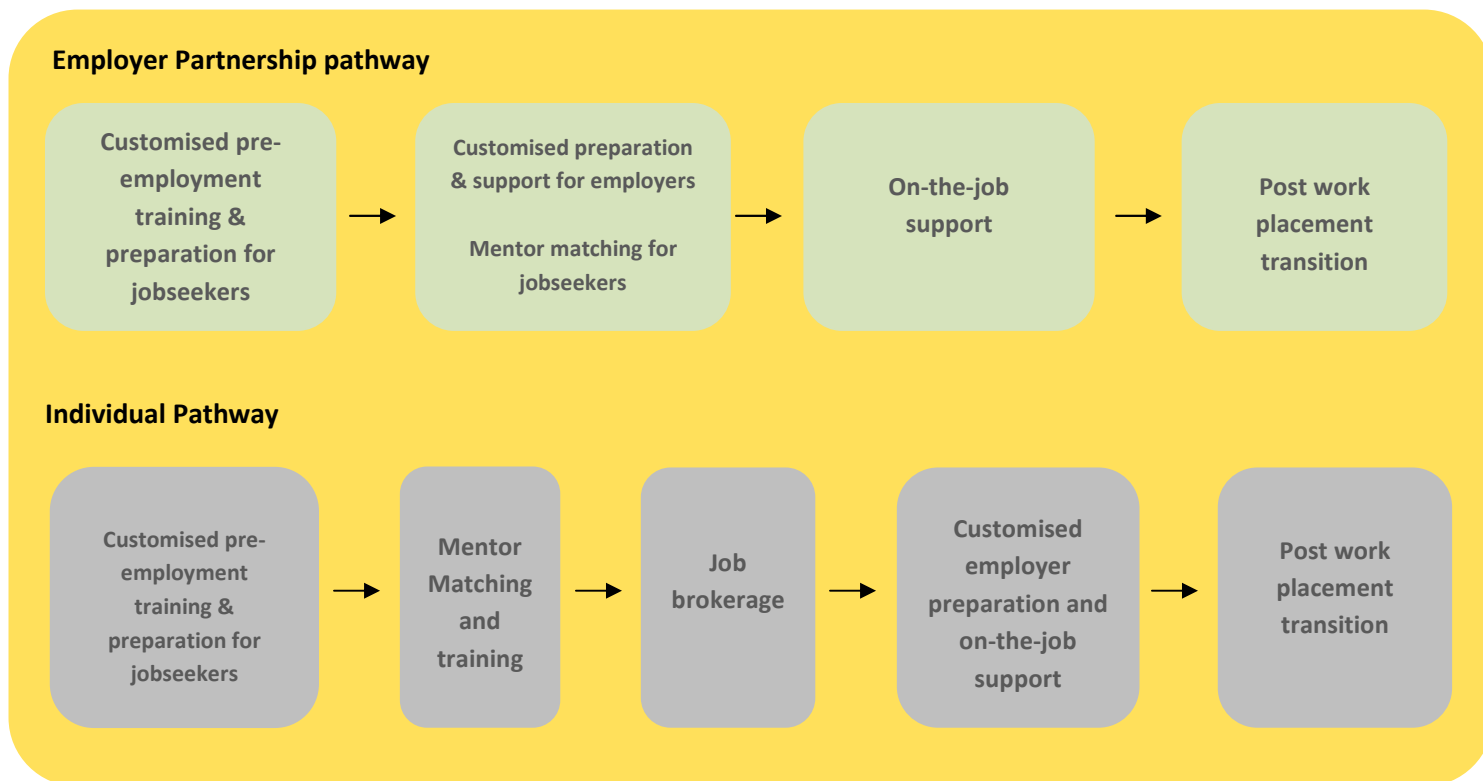 Employer Partnership pathway
Customised pre-
employment
training &
preparation for
jobseekers
Customised preparation
& support for employers
Mentor matching for
jobseekers
On-the-job
support
Post work
placement
transition
Individual Pathway
Customised pre-
employment
training &
preparation for
jobseekers
Mentor
Matching
and
training
Job
brokerage
Customised
employer
preparation and
on-the-job
support
Post work
placement
transition